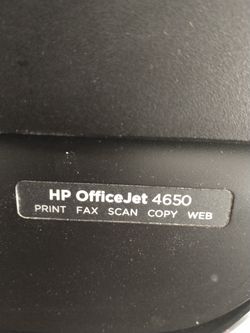 HP OfficeJet 4650
PRINT FAX SCAN COPY WEB